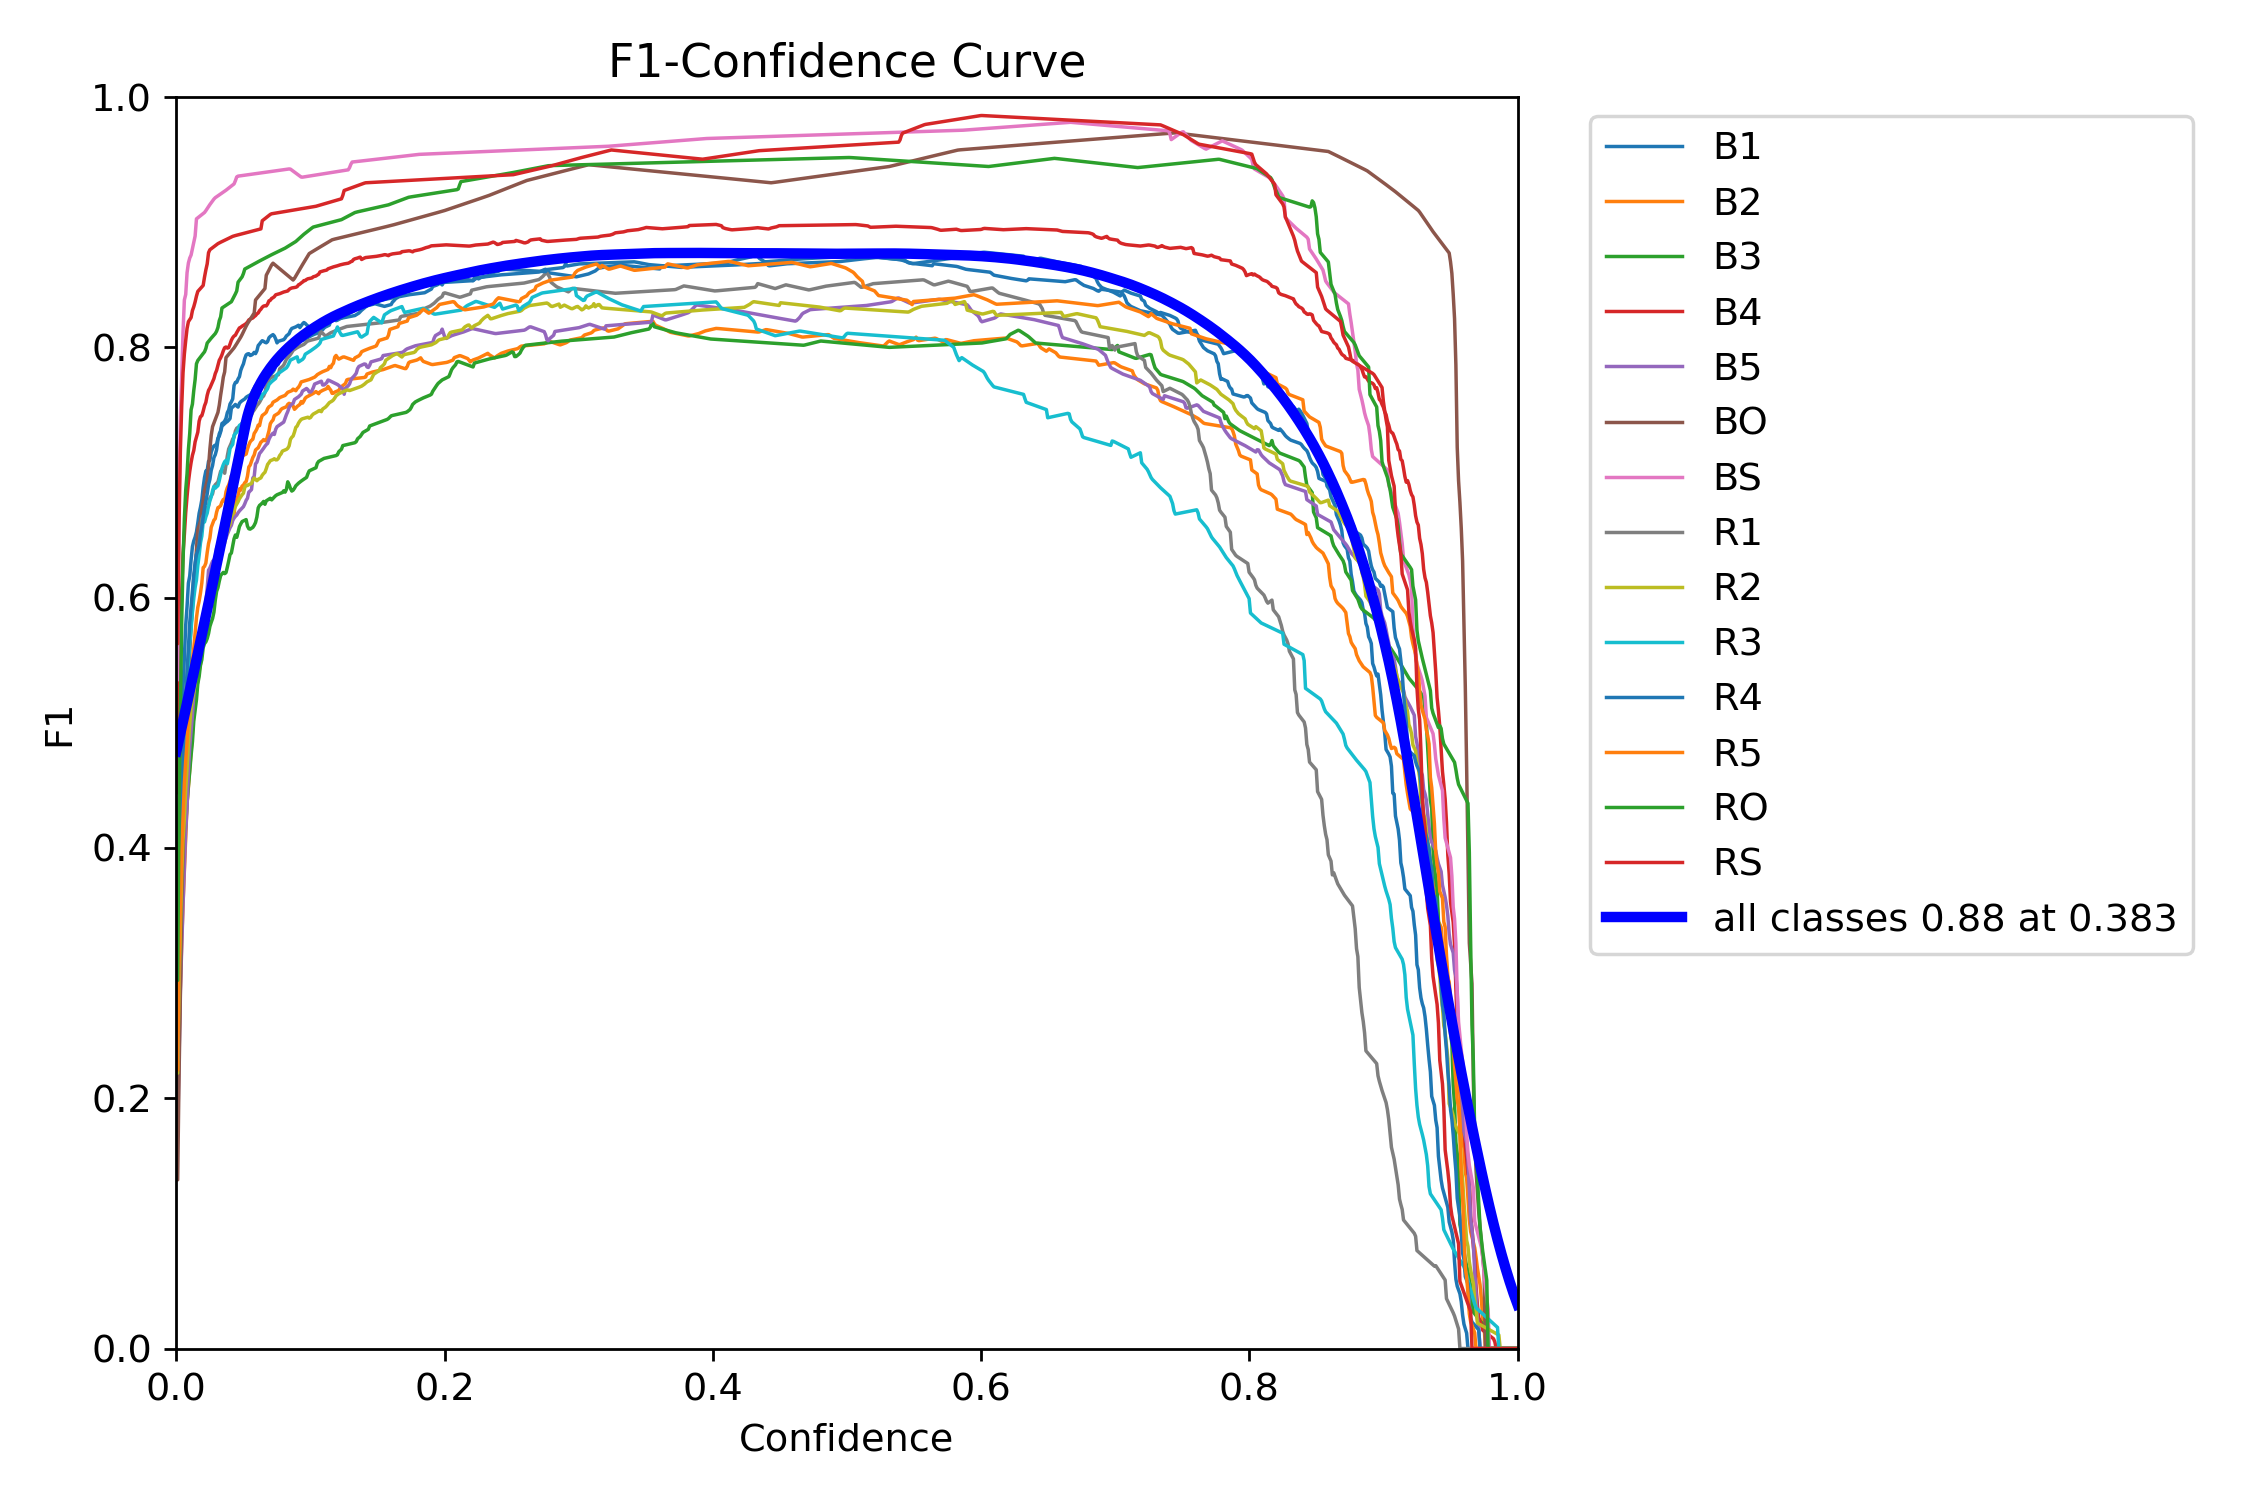 F1-Confidence Curve
1.0
0.8
0.6
0.4
0.2
0.0
F1
0.0 0.2 0.4 0.6 0.8 1.0
Confidence
B1
B2
B3
B4
B5
BO
BS
R1
R2
R3
R4
R5
RO
RS
all classes 0.88 at 0.383